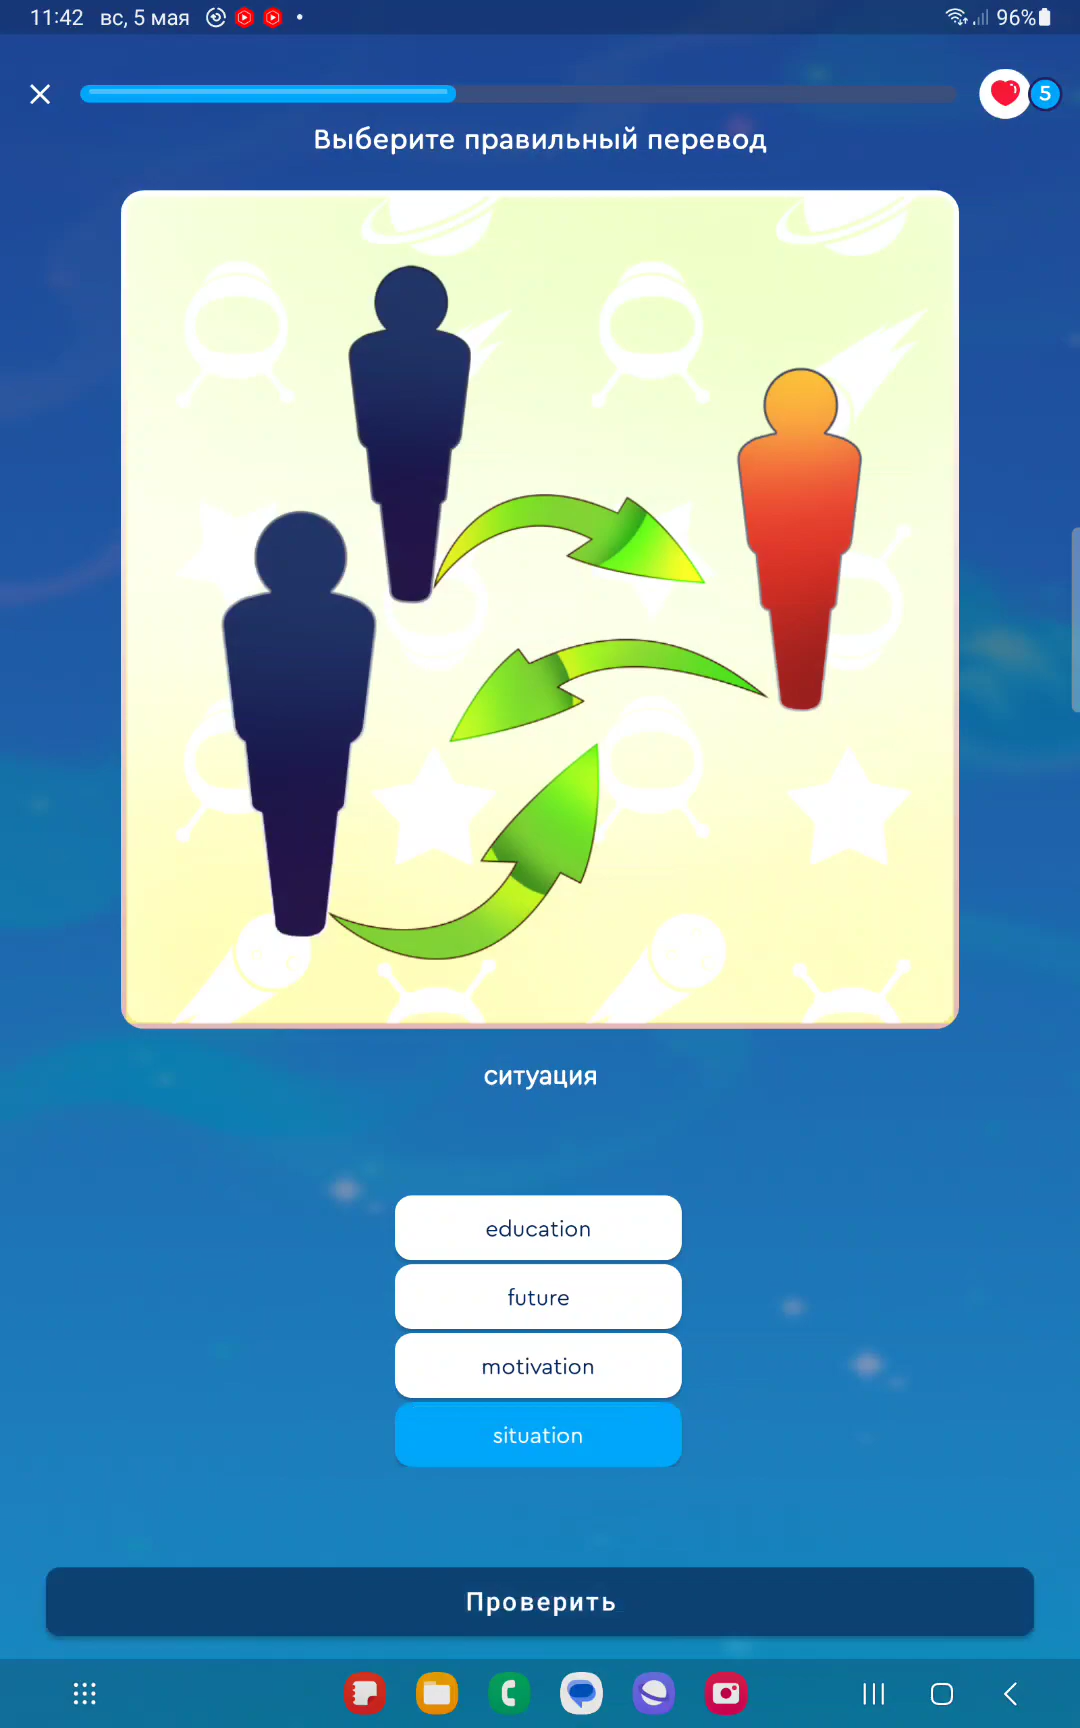 11:42 вс, 5 мая
96%
5
Выберите правильный перевод
ситуация
education
future
motivation
situation
Проверить